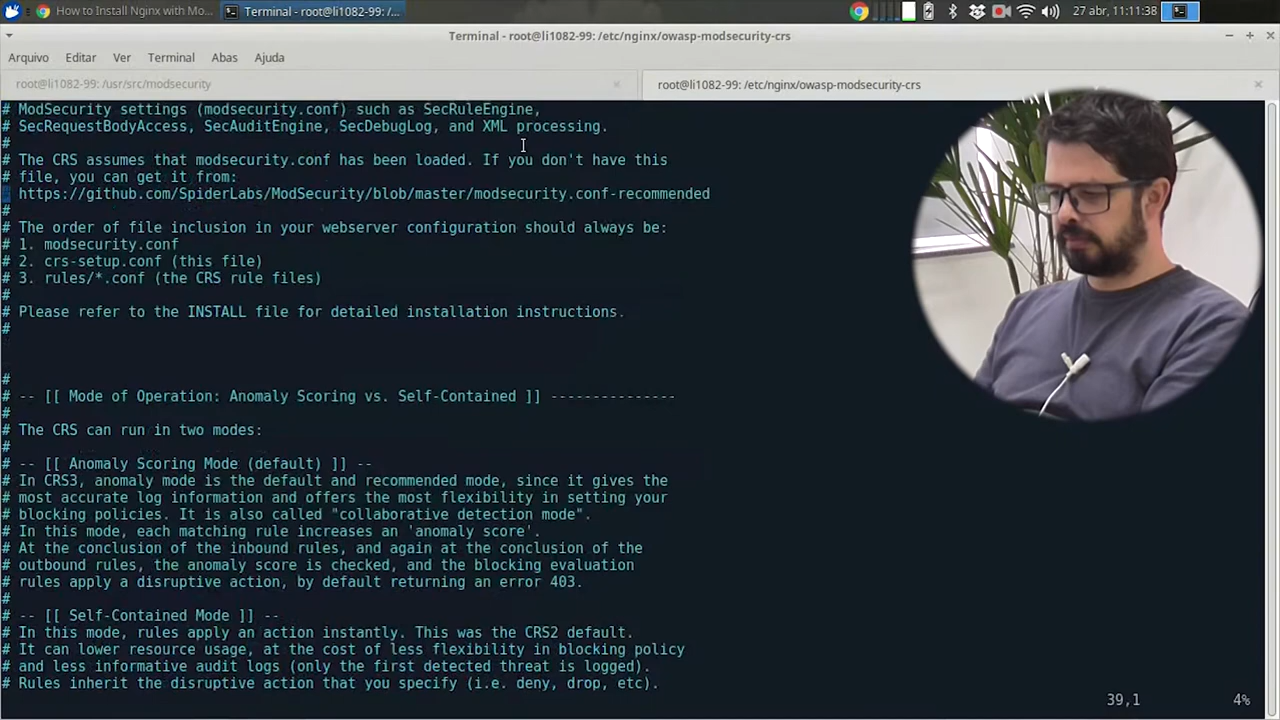 How to Install Nginx with Mo...
Terminal - root@li1082-99: /...
27 abr, 11:11:38
Terminal - root@li1082-99: /etc/nginx/owasp-modsecurity-crs
Arquivo Editar Ver Terminal Abas Ajuda
root@li1082-99: /usr/src/modsecurity
root@li1082-99: /etc/nginx/owasp-modsecurity-crs
# ModSecurity settings (modsecurity.conf) such as SecRuleEngine,
# SecRequestBodyAccess, SecAuditEngine, SecDebugLog, and XML processing.
#
# The CRS assumes that modsecurity.conf has been loaded. If you don't have this
# file, you can get it from:
# https://github.com/SpiderLabs/ModSecurity/blob/master/modsecurity.conf-recommended
#
# The order of file inclusion in your webserver configuration should always be:
# 1. modsecurity.conf
# 2. crs-setup.conf (this file)
# 3. rules/*.conf (the CRS rule files)
#
# Please refer to the INSTALL file for detailed installation instructions.
#
#
# -- [[ Mode of Operation: Anomaly Scoring vs. Self-Contained ]] ---------------
#
# The CRS can run in two modes:
#
# -- [[ Anomaly Scoring Mode (default) ]] --
# In CRS3, anomaly mode is the default and recommended mode, since it gives the
# most accurate log information and offers the most flexibility in setting your
# blocking policies. It is also called "collaborative detection mode".
# In this mode, each matching rule increases an 'anomaly score'.
# At the conclusion of the inbound rules, and again at the conclusion of the
# outbound rules, the anomaly score is checked, and the blocking evaluation
# rules apply a disruptive action, by default returning an error 403.
#
# -- [[ Self-Contained Mode ]] --
# In this mode, rules apply an action instantly. This was the CRS2 default.
# It can lower resource usage, at the cost of less flexibility in blocking policy
# and less informative audit logs (only the first detected threat is logged).
# Rules inherit the disruptive action that you specify (i.e. deny, drop, etc).
39,1 4%